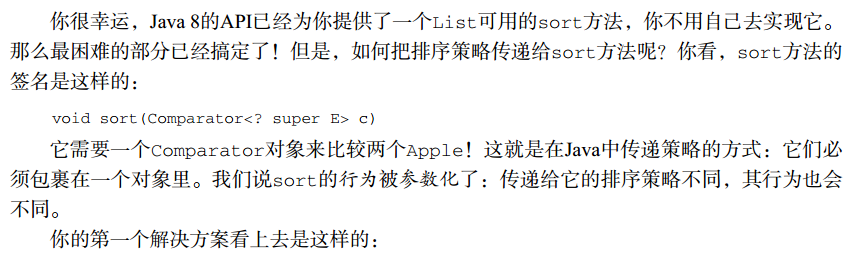 你很幸运，Java 8的API已经为你提供了一个List可用的sort方法，你不用自己去实现它。
那么最困难的部分已经搞定了！但是，如何把排序策略传递给sort方法呢？你看，sort方法的
签名是这样的：
void sort(Comparator<? super E> c)
它需要一个Comparator对象来比较两个Apple！这就是在Java中传递策略的方式：它们必
须包裹在一个对象里。我们说sort的行为被参数化了：传递给它的排序策略不同，其行为也会
不同。
你的第一个解决方案看上去是这样的：